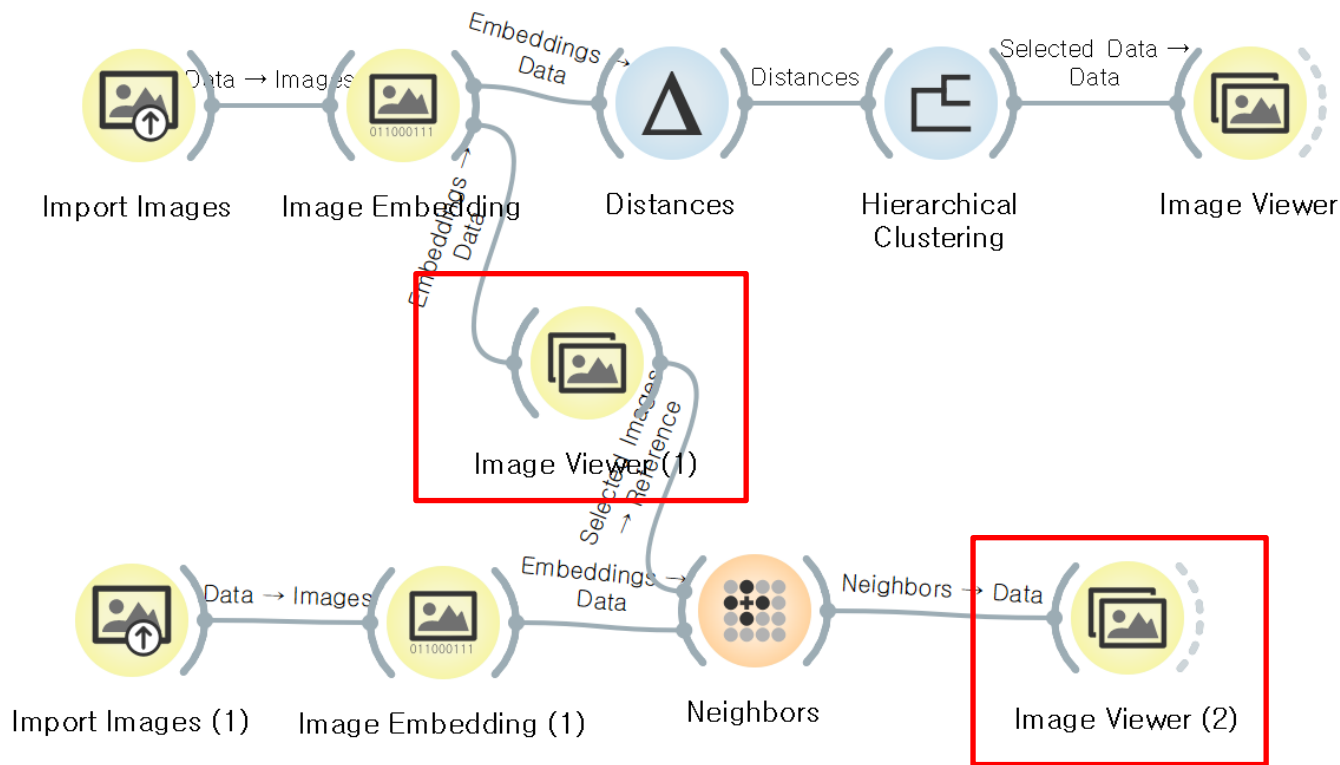 Embeddings →
Data
Data → Images
Distances
Selected Data →
Data
011000111
Import Images
Image Embedding
Distances
Hierarchical
Clustering
Image Viewer
Embeddings →
Data
Image Viewer (1)
Selected Images
→ Reference
Data → Images
Embeddings →
Data
Neighbors → Data
011000111
Import Images (1)
Image Embedding (1)
Neighbors
Image Viewer (2)